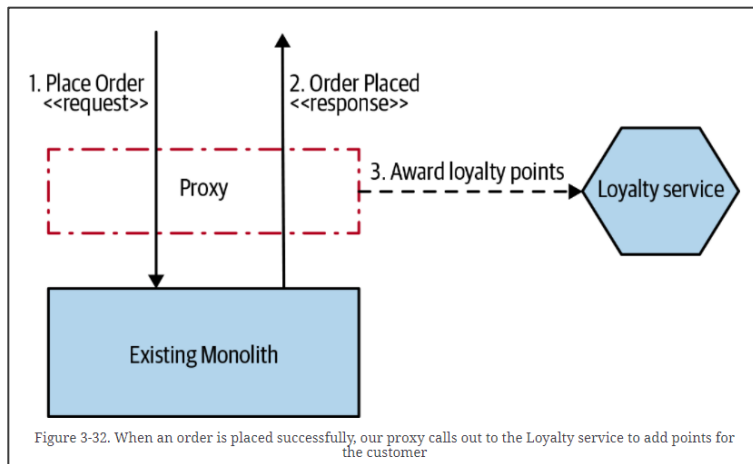 1. Place Order
<<request>>
2. Order Placed
<<response>>
Proxy
3. Award loyalty points
Loyalty service
Existing Monolith
Figure 3-32. When an order is placed successfully, our proxy calls out to the Loyalty service to add points for
the customer